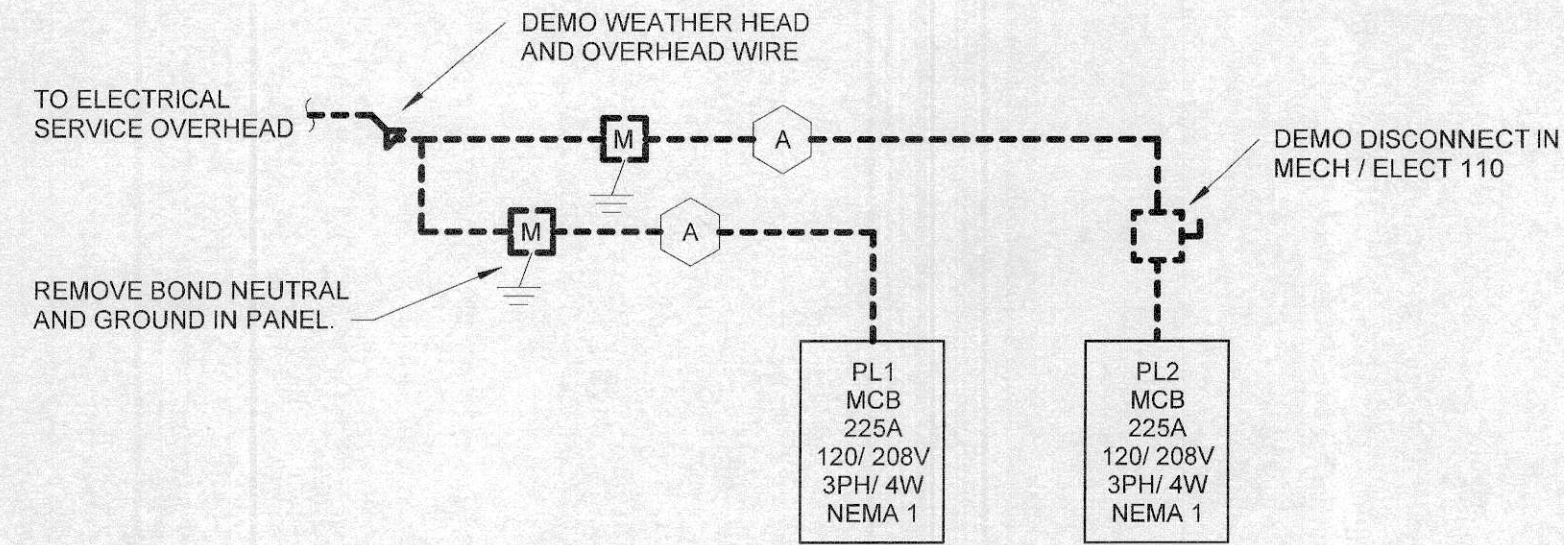 DEMO WEATHER HEAD
AND OVERHEAD WIRE
TO ELECTRICAL
SERVICE OVERHEAD
M
A
DEMO DISCONNECT IN
MECH / ELECT 110
M
A
REMOVE BOND NEUTRAL
AND GROUND IN PANEL.
PL1
MCB
225A
120/ 208V
3PH/ 4W
NEMA 1
PL2
MCB
225A
120/ 208V
3PH/ 4W
NEMA 1